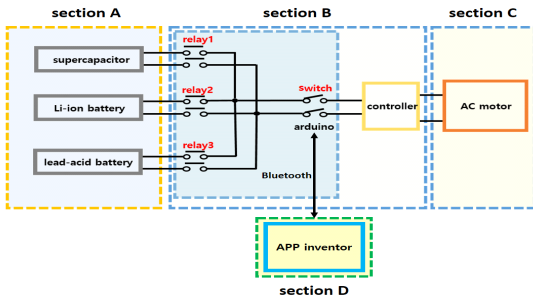 section A
section B
section C
relay1
supercapacitor
relay2
switch
Li-ion battery
controller
AC motor
arduino
relay3
lead-acid battery
Bluetooth
APP inventor
section D